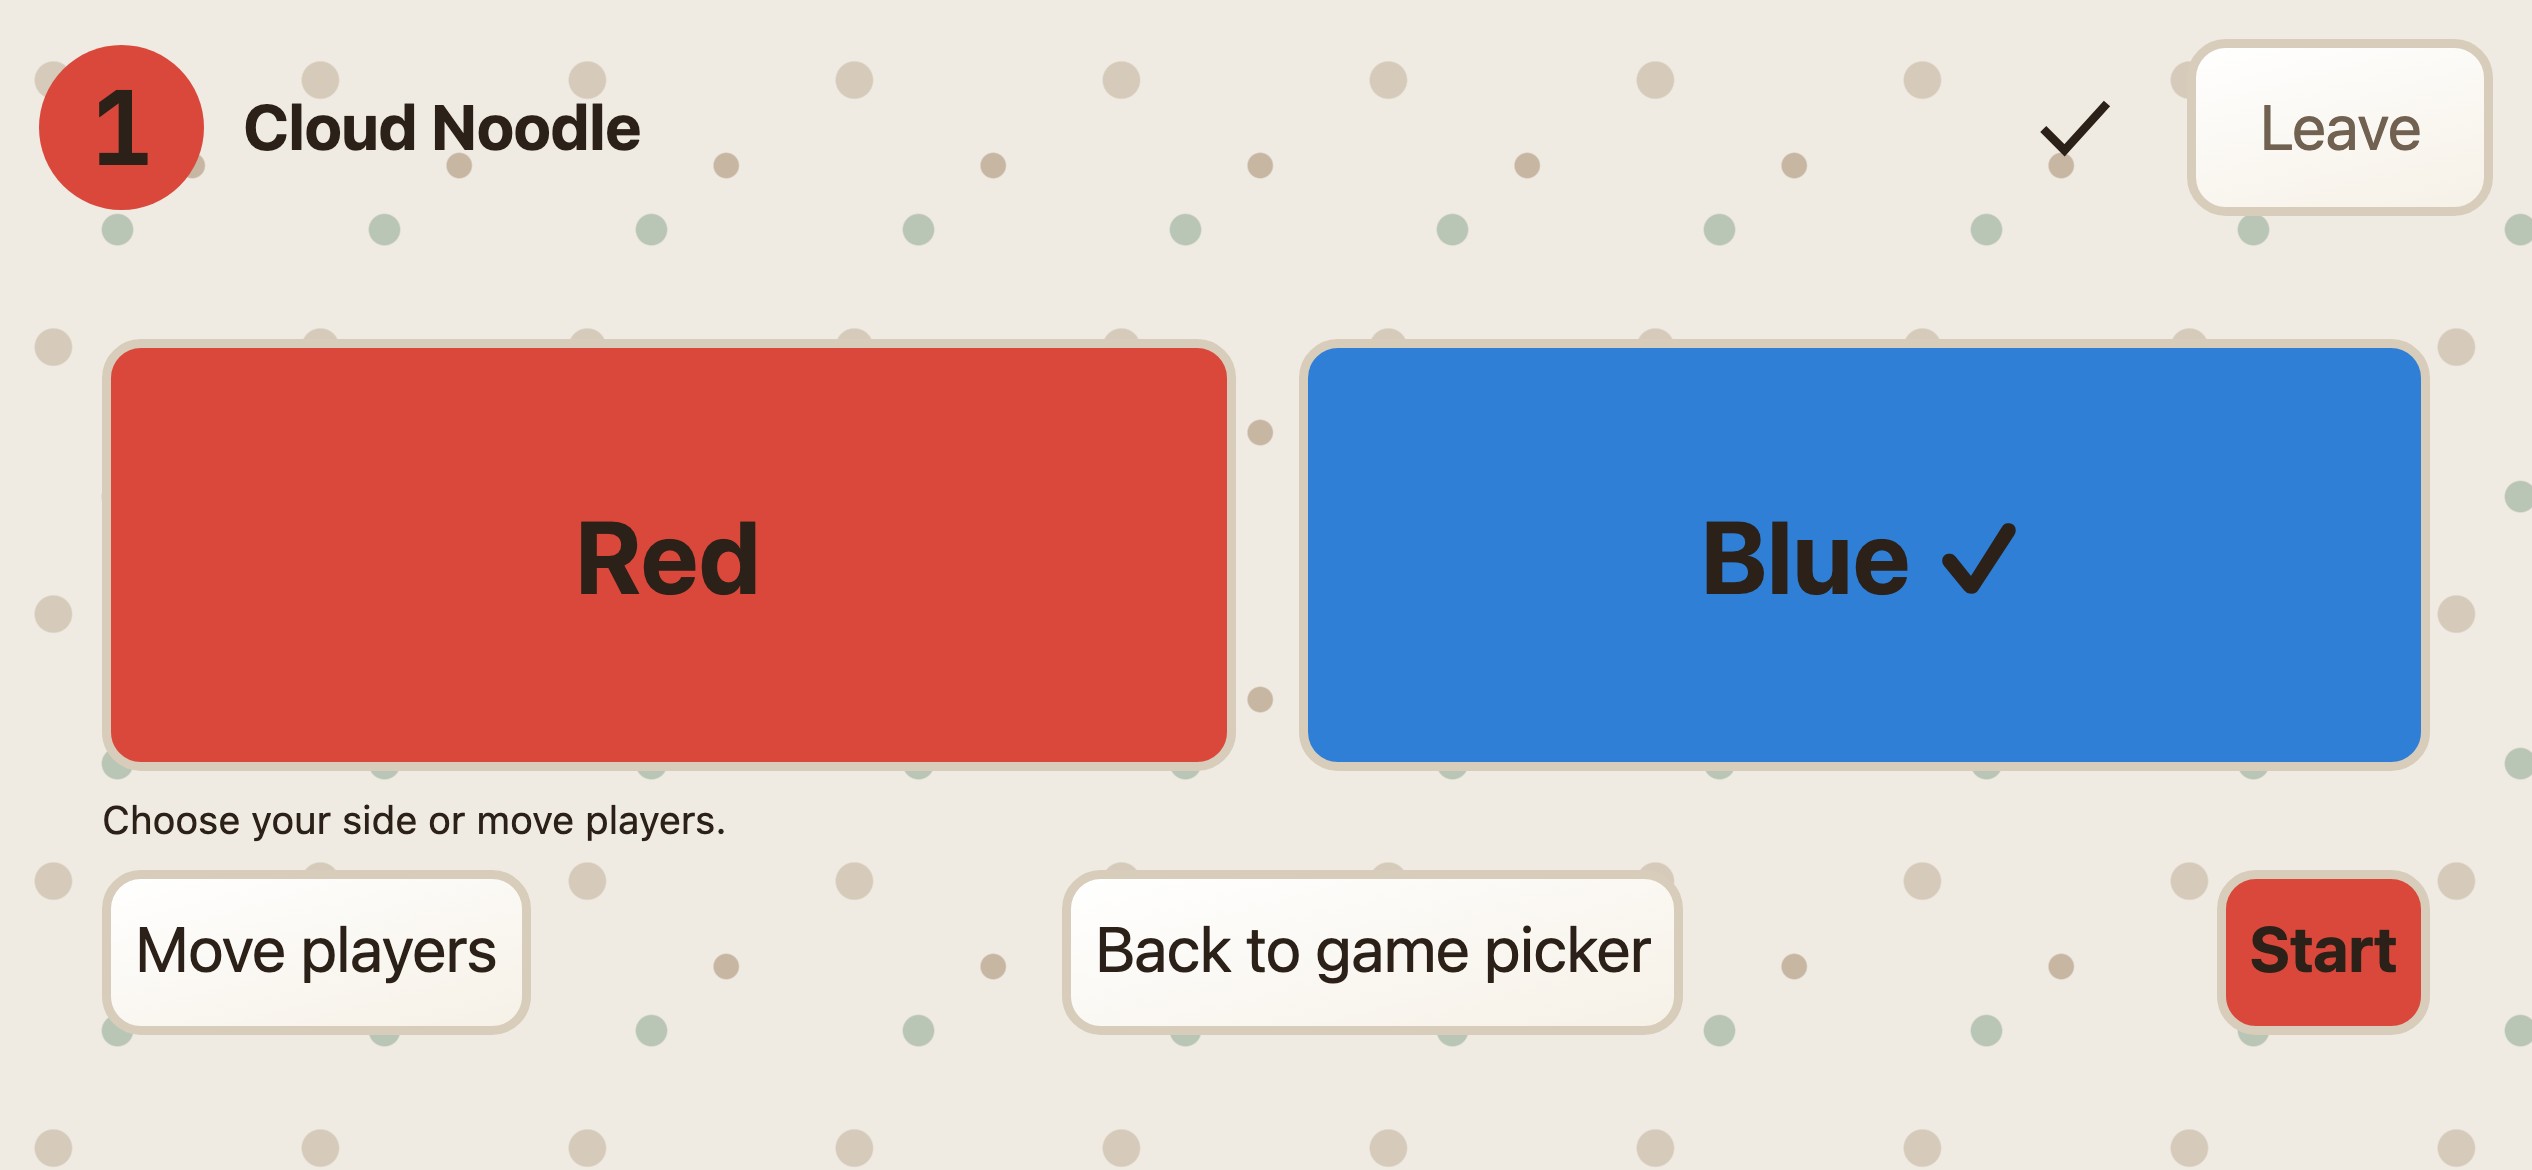 1 Cloud Noodle ✓ Leave
Red Blue ✓
Choose your side or move players.
Move players Back to game picker Start